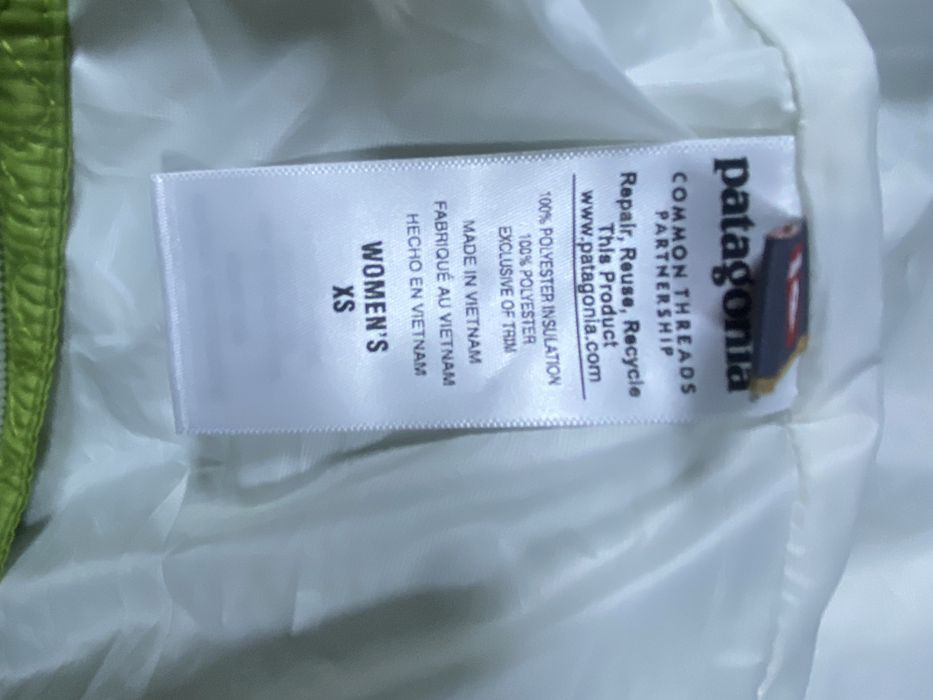 patagonia
COMMON THREADS
PARTNERSHIP
Repair, Reuse, Recycle
This Product
www.patagonia.com
100% POLYESTER INSULATION
100% POLYESTER
EXCLUSIVE OF TRIM
MADE IN VIETNAM
FABRIQUÉ AU VIETNAM
HECHO EN VIETNAM
WOMEN'S
XS